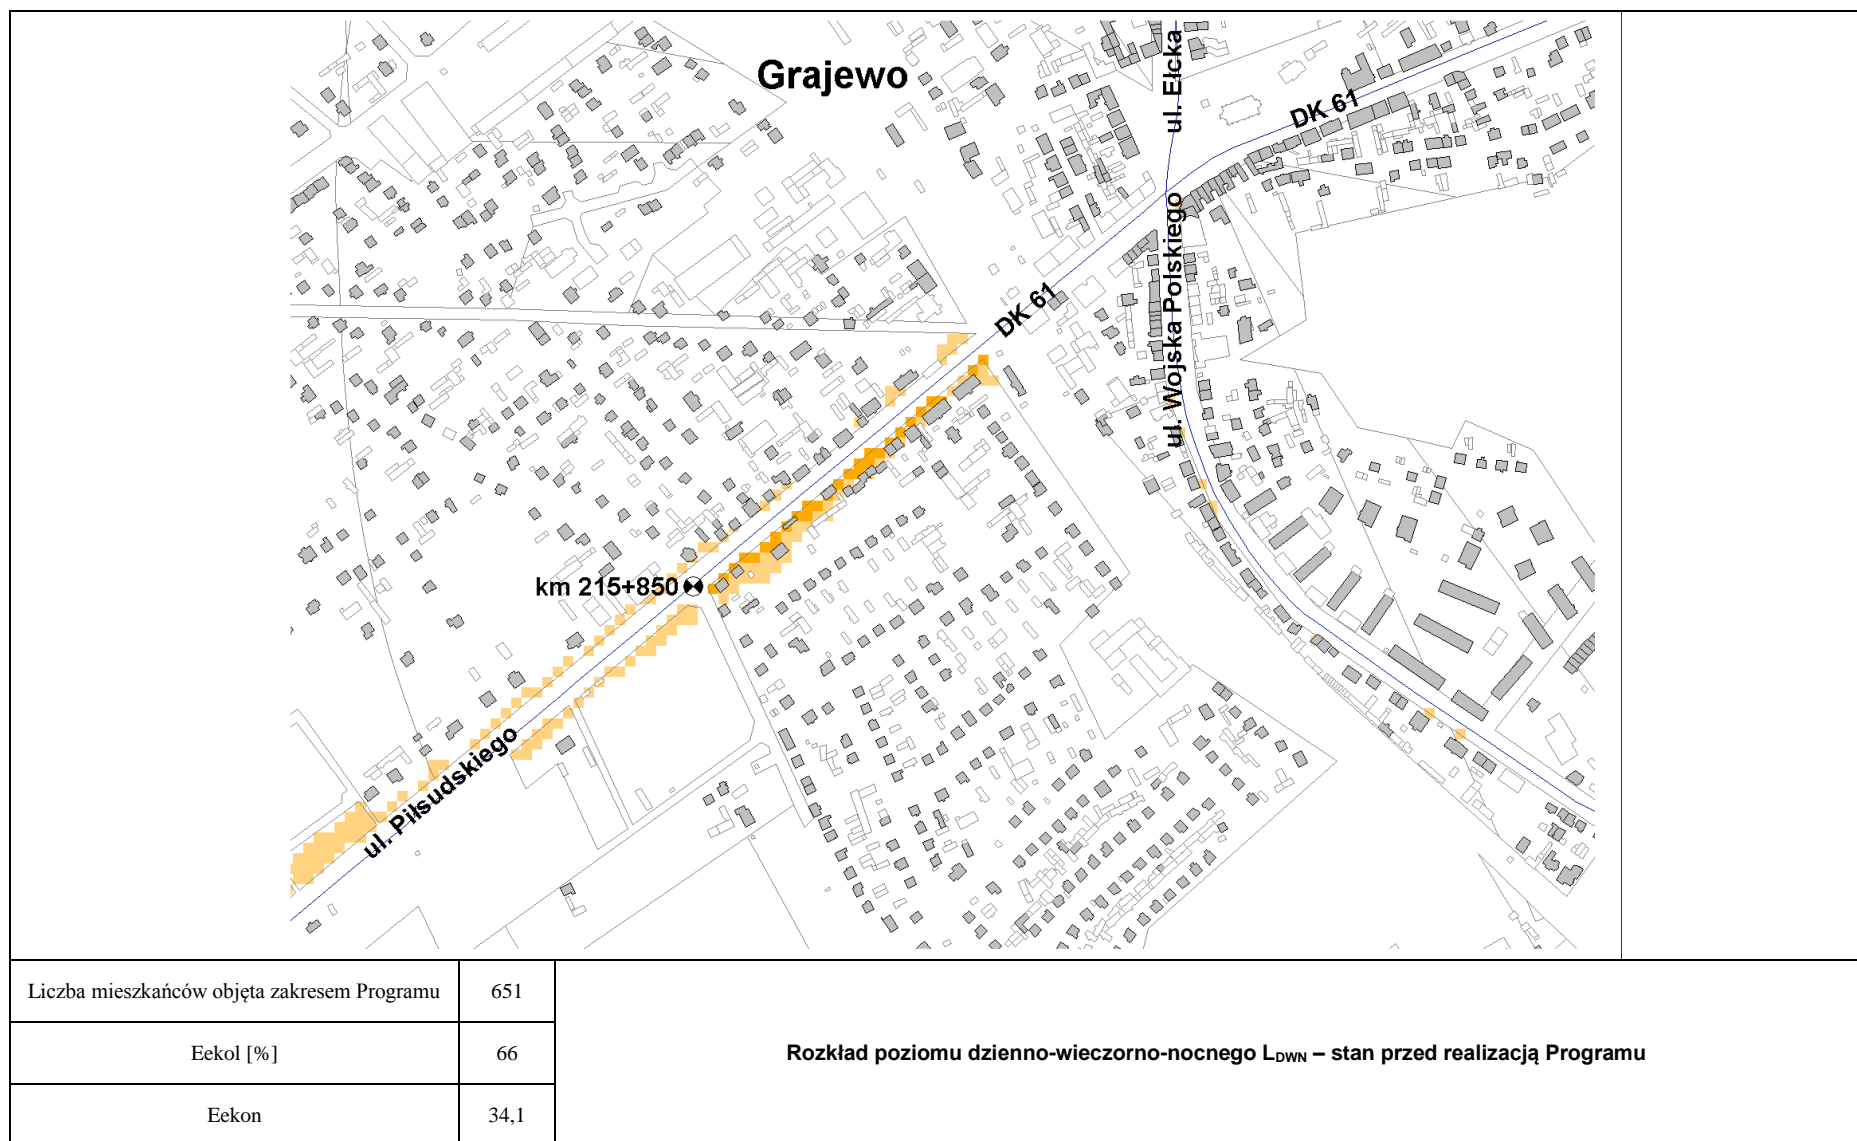 Grajewo
ul. Ełcka
DK 61
ul. Wojska Polskiego
DK 61
km 215+850
ul. Piłsudskiego
Liczba mieszkańców objęta zakresem Programu 651
Eekol [%] 66
Eekon 34,1
Rozkład poziomu dzienno-wieczorno-nocnego LDWN – stan przed realizacją Programu